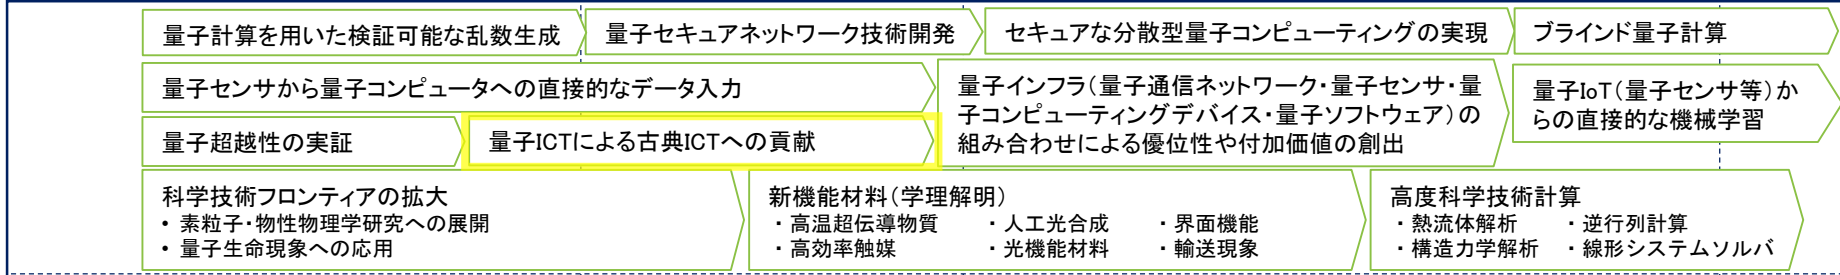 量子計算を用いた検証可能な乱数生成
量子セキュアネットワーク技術開発
セキュアな分散型量子コンピューティングの実現
ブラインド量子計算
量子センサから量子コンピュータへの直接的なデータ入力
量子インフラ(量子通信ネットワーク・量子センサ・量
子コンピューティングデバイス・量子ソフトウェア)の
組み合わせによる優位性や付加価値の創出
量子IoT(量子センサ等)か
らの直接的な機械学習
量子超越性の実証
量子ICTによる古典ICTへの貢献
科学技術フロンティアの拡大
• 素粒子・物性物理学研究への展開
• 量子生命現象への応用
新機能材料(学理解明)
・高温超伝導物質 ・人工光合成 ・界面機能
・高効率触媒 ・光機能材料 ・輸送現象
高度科学技術計算
・熱流体解析 ・逆行列計算
・構造力学解析 ・線形システムソルバ